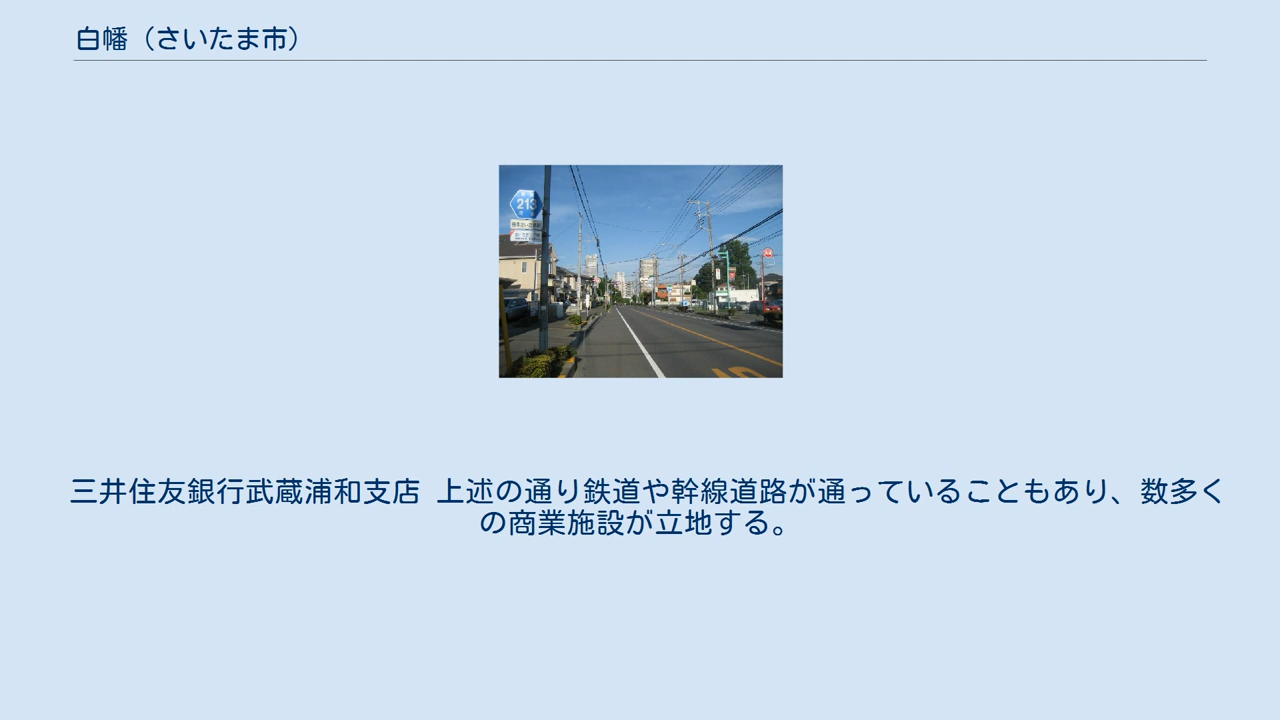 白幡（さいたま市）
213
三井住友銀行武蔵浦和支店 上述の通り鉄道や幹線道路が通っていることもあり、数多く
の商業施設が立地する。